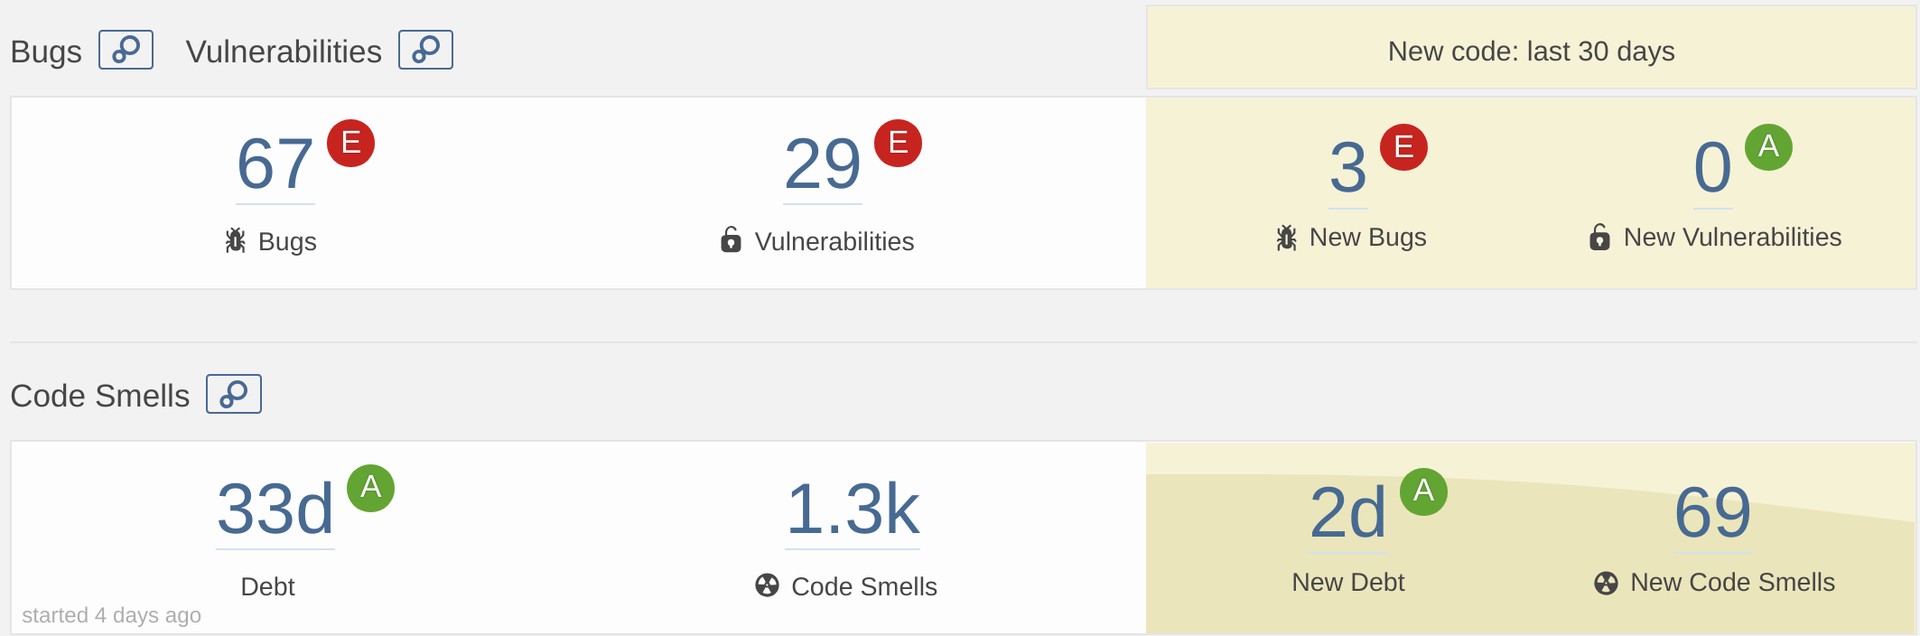 Bugs Vulnerabilities New code: last 30 days
67 E 29 E 3 E 0 A
Bugs Vulnerabilities New Bugs New Vulnerabilities
Code Smells
33d A 1.3k 2d A 69
Debt Code Smells New Debt New Code Smells
started 4 days ago